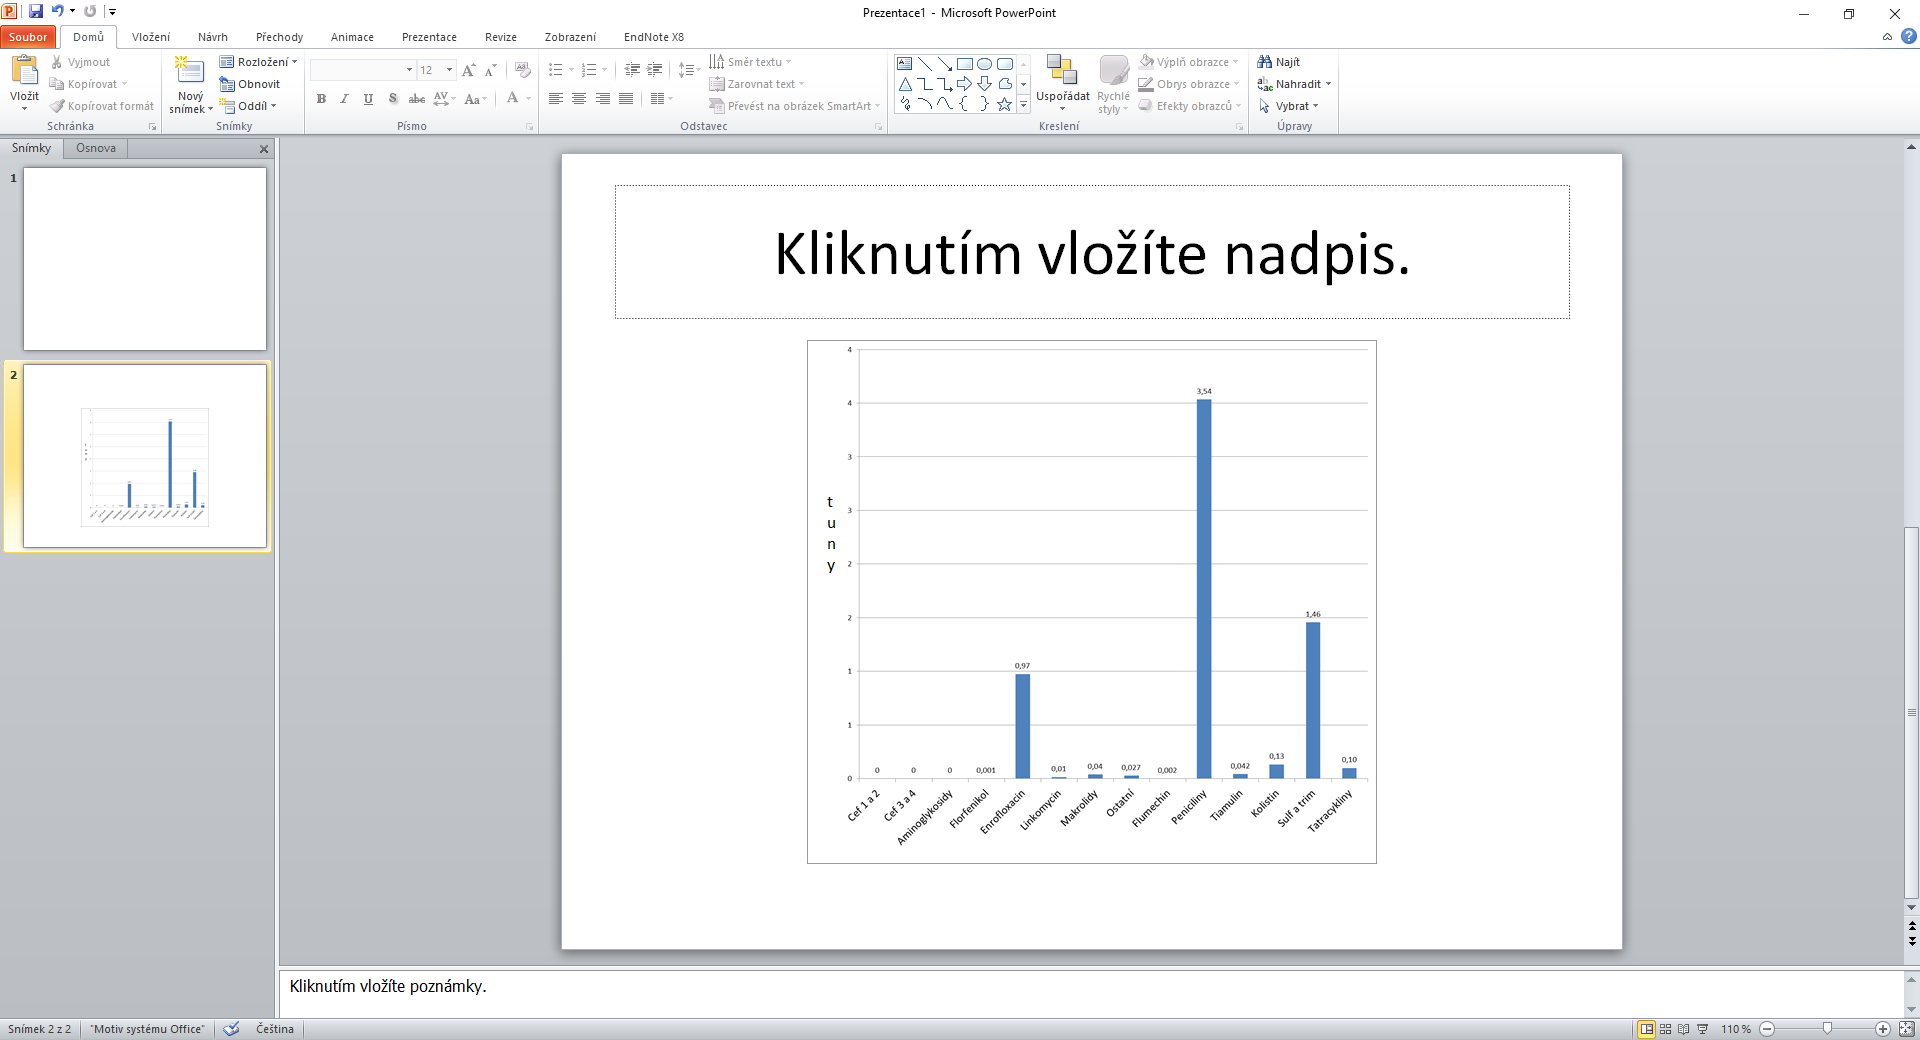 Prezentace1 - Microsoft PowerPoint
Soubor Domů Vložení Návrh Přechody Animace Prezentace Revize Zobrazení EndNote X8
Vložit
Vyjmout
Kopírovat
Kopírovat formát
Schránka
Nový snímek
Rozložení
Obnovit
Oddíl
Snímky
12
B I U S abc AV Aa A
Písmo
Směr textu
Zarovnat text
Převést na obrázek SmartArt
Odstavec
Uspořádat
Rychlé styly
Výplň obrazce
Obrys obrazce
Efekty obrazců
Kreslení
Najít
Nahradit
Vybrat
Úpravy
Snímky Osnova
1
2
Kliknutím vložíte nadpis.
tuny
4
4
3
3
2
2
1
1
0
0 0 0 0,001 0,97 0,01 0,04 0,027 0,002 3,54 0,042 0,13 1,46 0,10
Cef 1 a 2
Cef 3 a 4
Aminoglykosidy
Florfenikol
Enrofloxacin
Linkomycin
Makrolidy
Ostatní
Flumechin
Peniciliny
Tiamulin
Kolistin
Sulf a trim
Tatracykliny
Kliknutím vložíte poznámky.
Snímek 2 z 2 "Motiv systému Office" Čeština 110 %